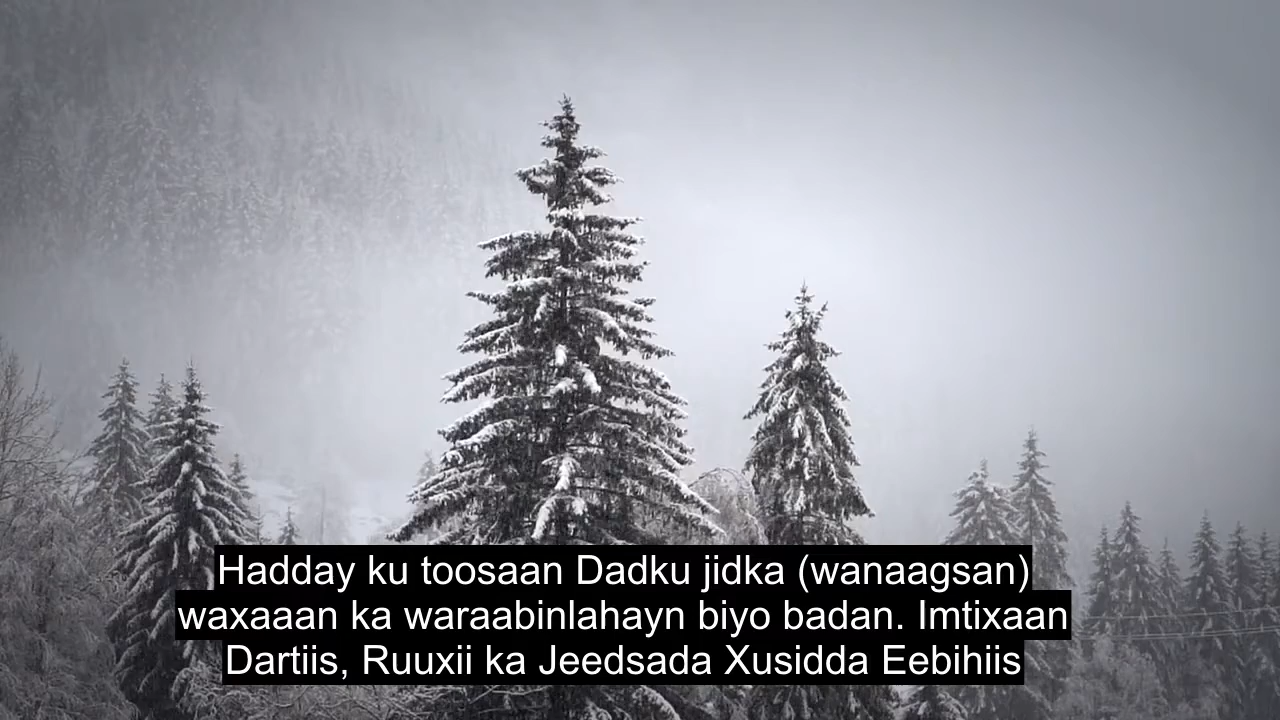 Hadday ku toosaan Dadku jidka (wanaagsan)
waxaaan ka waraabinlahayn biyo badan. Imtixaan
Dartiis, Ruuxii ka Jeedsada Xusidda Eebihiis